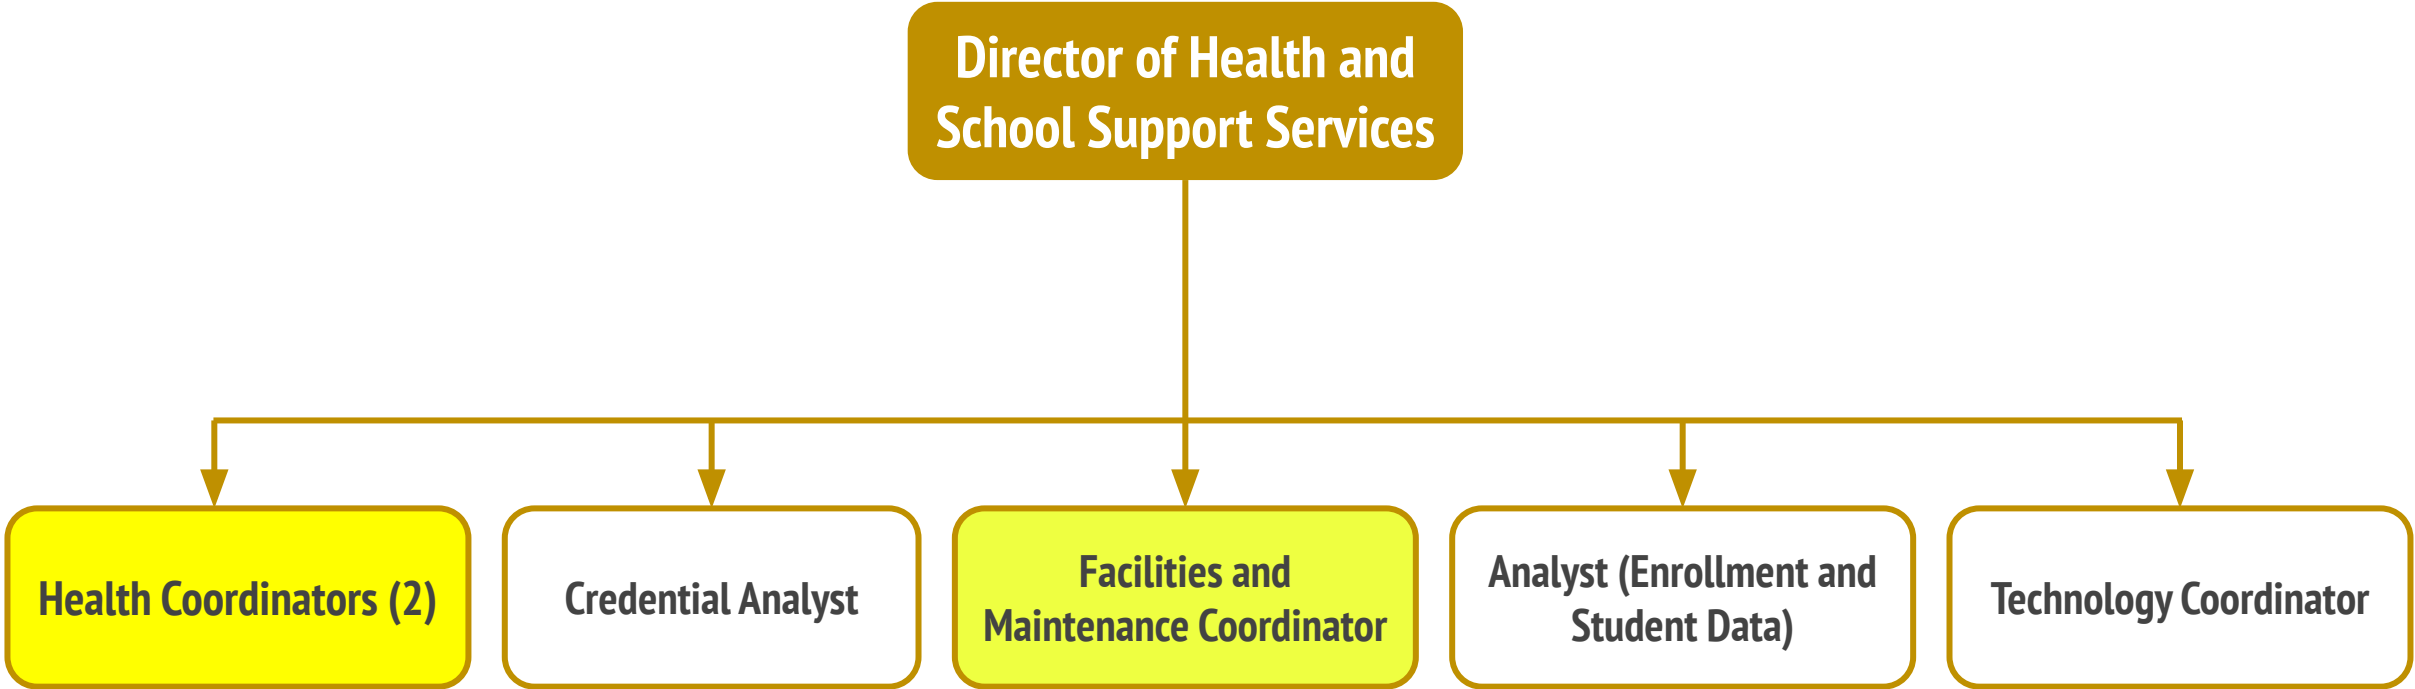 Director of Health and
School Support Services
Health Coordinators (2)
Credential Analyst
Facilities and
Maintenance Coordinator
Analyst (Enrollment and
Student Data)
Technology Coordinator